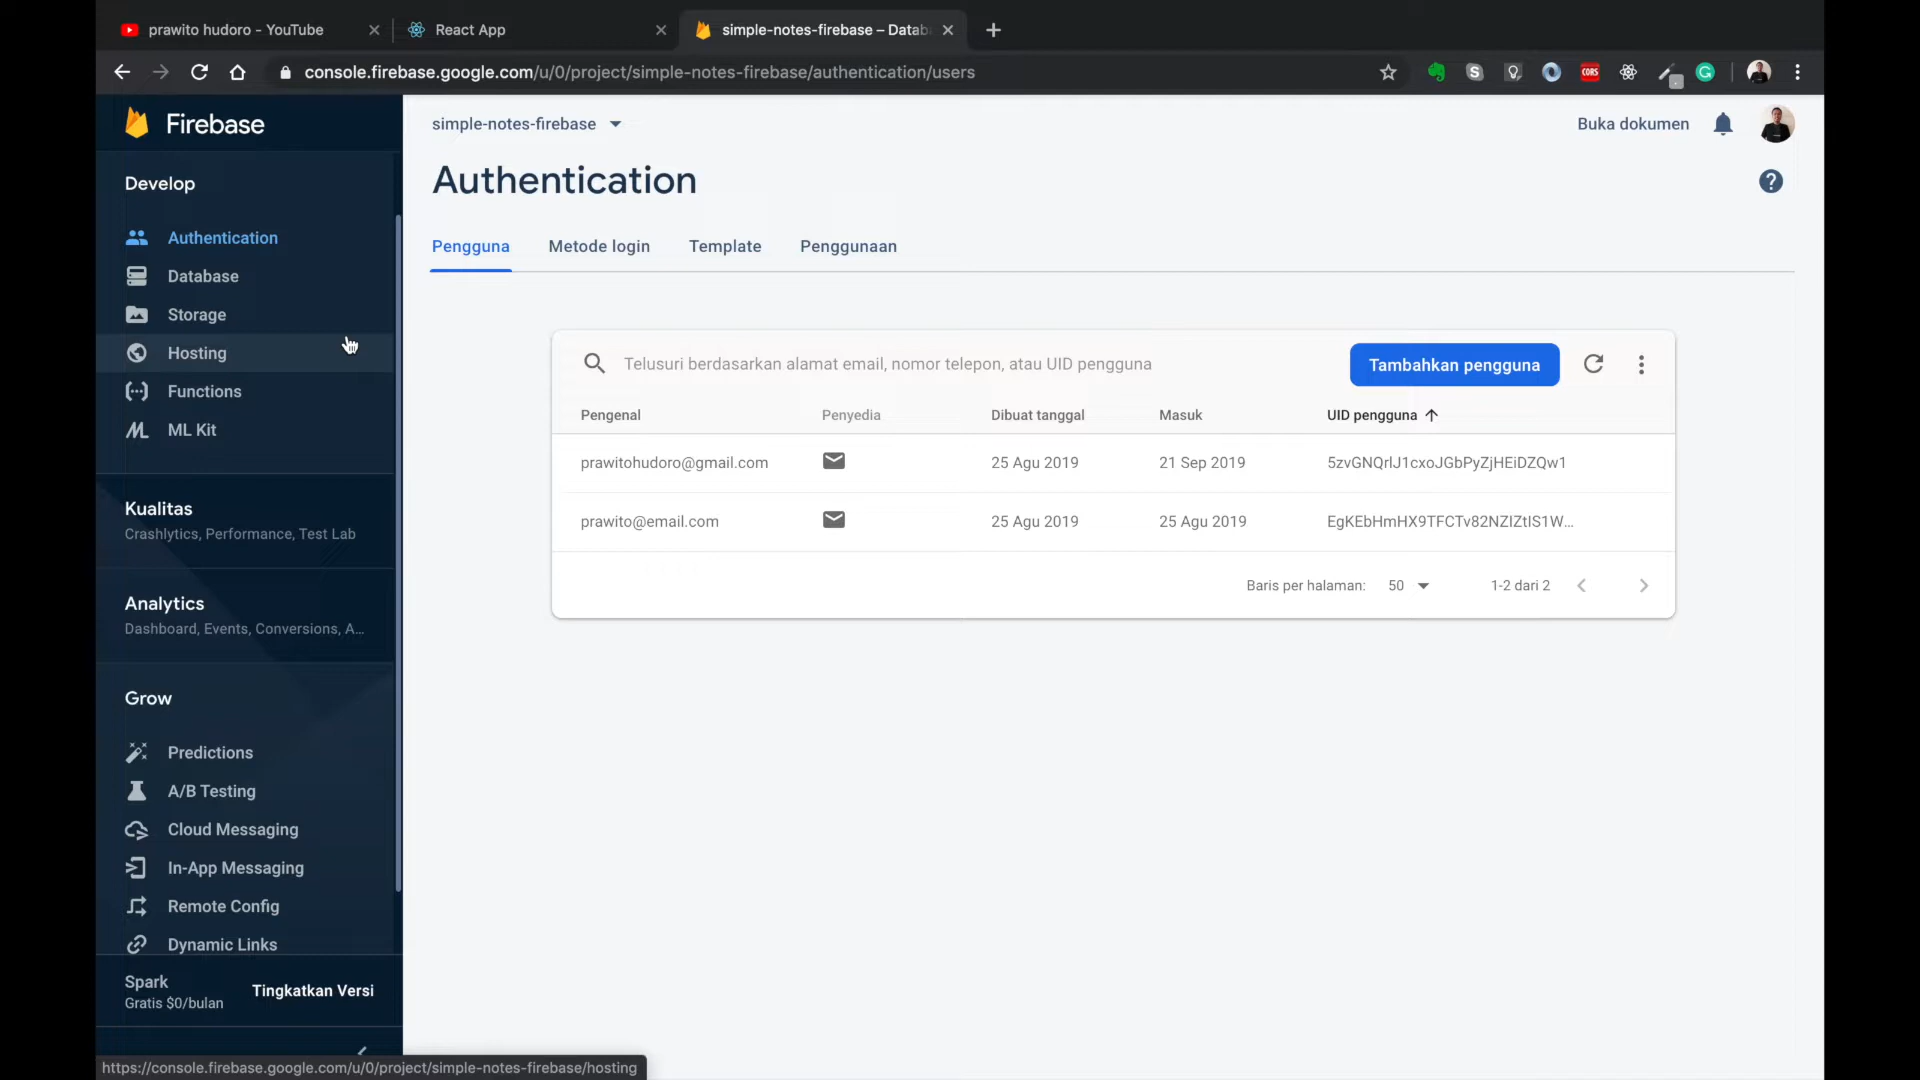 prawito hudoro - YouTube
React App
simple-notes-firebase – Datab
console.firebase.google.com/u/0/project/simple-notes-firebase/authentication/users
CORS
Firebase
simple-notes-firebase
Buka dokumen
Authentication
Develop
Authentication
Database
Storage
Hosting
Functions
ML Kit
Kualitas
Crashlytics, Performance, Test Lab
Analytics
Dashboard, Events, Conversions, A...
Grow
Predictions
A/B Testing
Cloud Messaging
In-App Messaging
Remote Config
Dynamic Links
Spark
Gratis $0/bulan
Tingkatkan Versi
Pengguna
Metode login
Template
Penggunaan
Telusuri berdasarkan alamat email, nomor telepon, atau UID pengguna
Tambahkan pengguna
Pengenal
Penyedia
Dibuat tanggal
Masuk
UID pengguna
prawitohudoro@gmail.com
25 Agu 2019
21 Sep 2019
5zvGNQrlJ1cxoJGbPyZjHEiDZQw1
prawito@email.com
25 Agu 2019
25 Agu 2019
EgKEbHmHX9TFCTv82NZIZtIS1W...
Baris per halaman:
50
1-2 dari 2
https://console.firebase.google.com/u/0/project/simple-notes-firebase/hosting